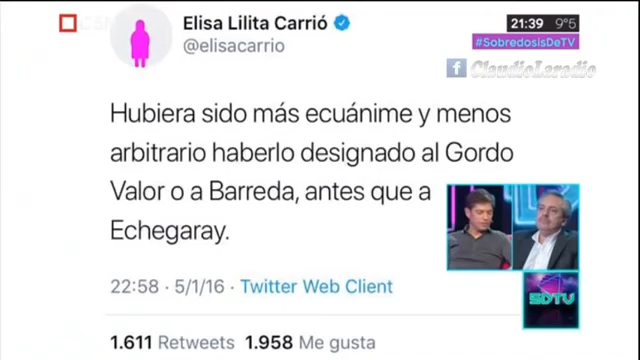 C5N
21:39 9°5
#SobredosisDeTV
ClaudioLaradio
Elisa Lilita Carrió
@elisacarrio
Hubiera sido más ecuánime y menos
arbitrario haberlo designado al Gordo
Valor o a Barreda, antes que a
Echegaray.
22:58 · 5/1/16 · Twitter Web Client
1.611 Retweets 1.958 Me gusta
SDTV